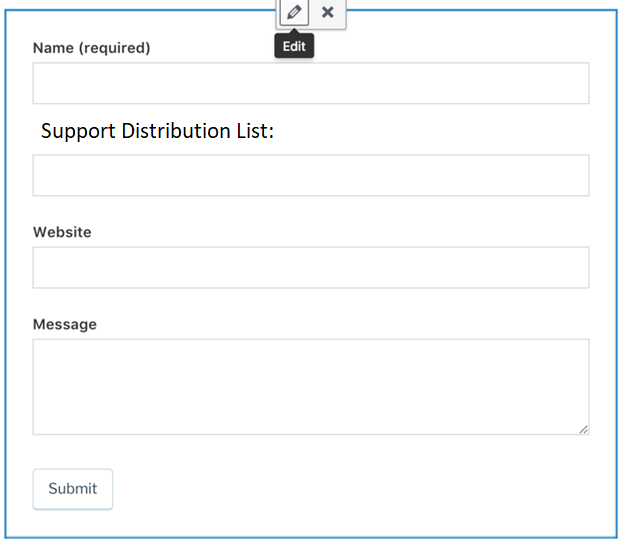 Edit
Name (required)
Support Distribution List:
Website
Message
Submit